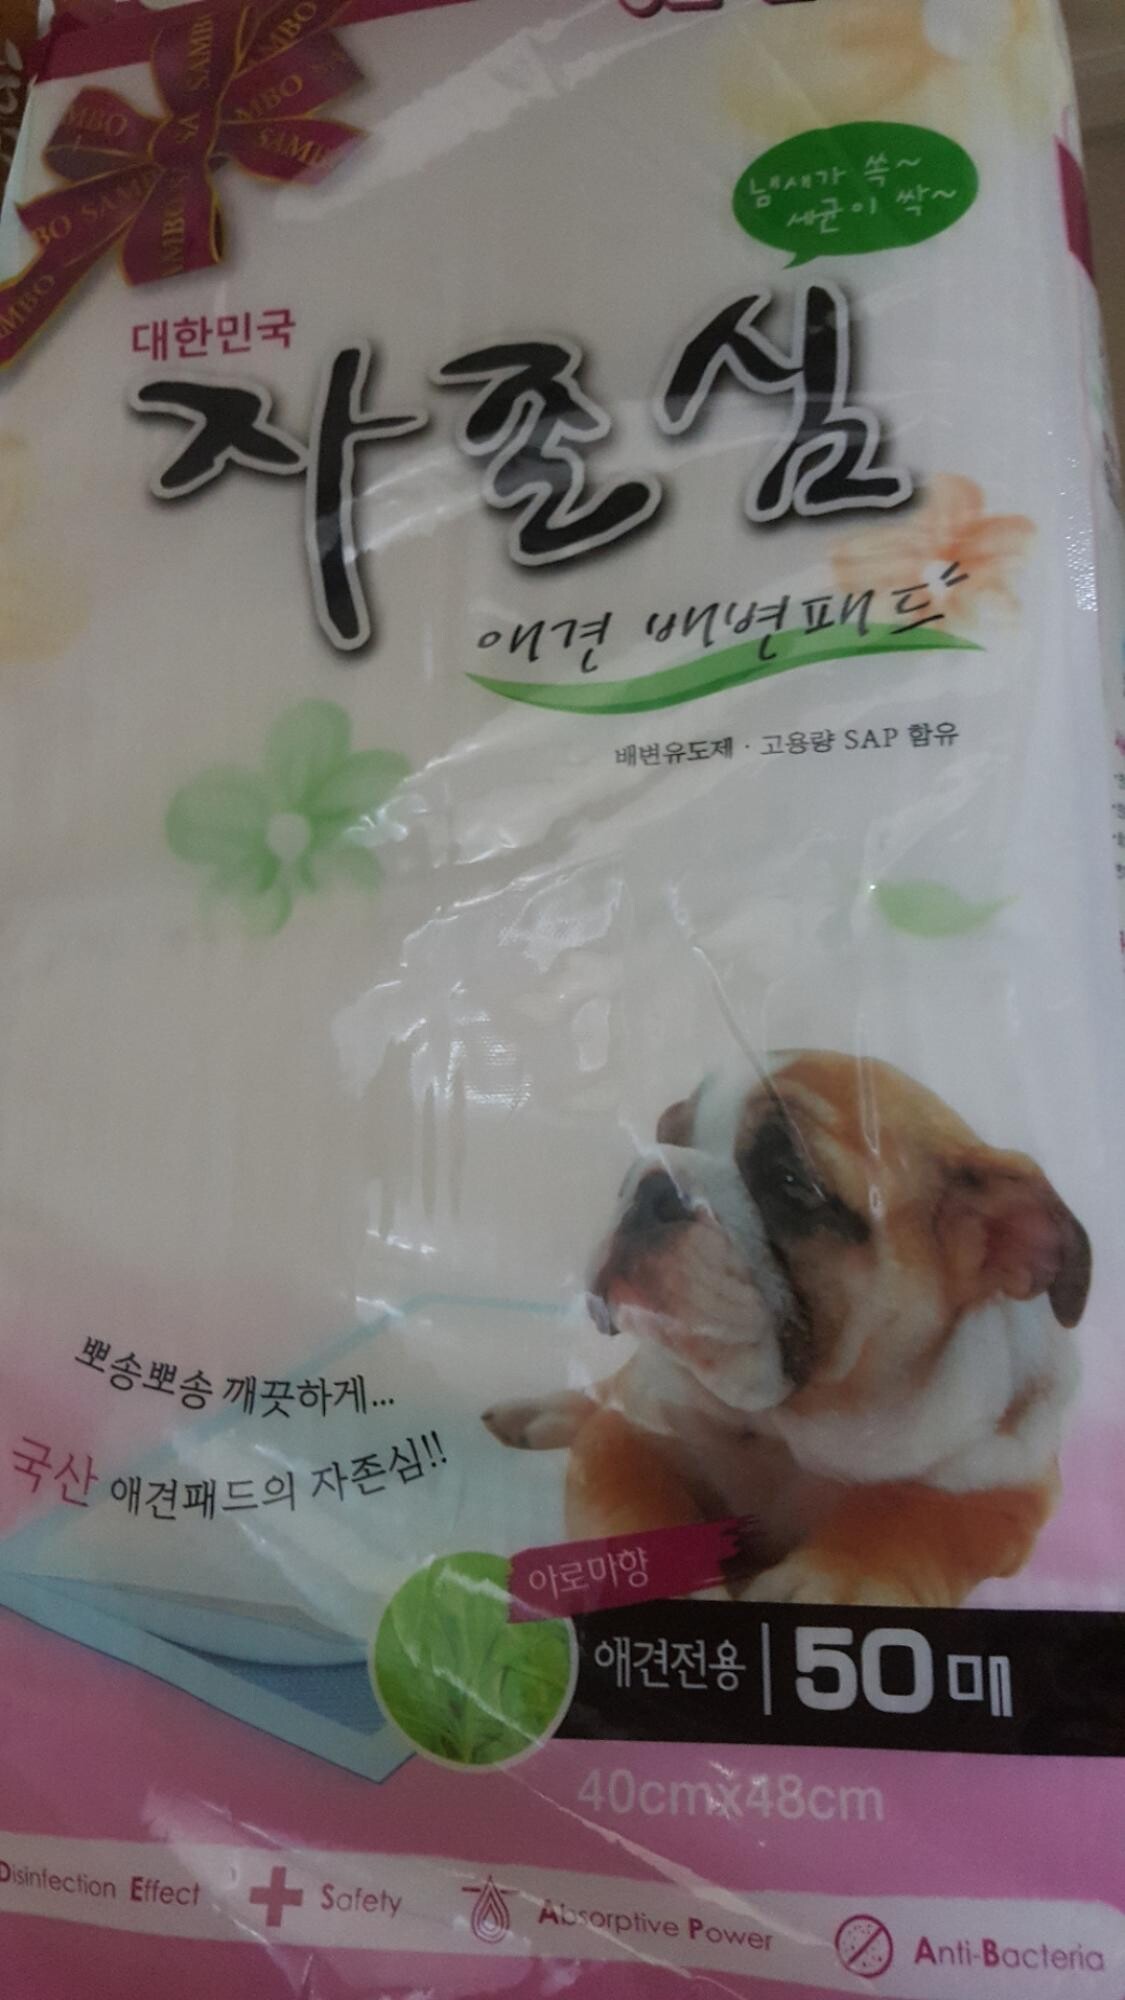 SAMBO
냄새가 쏙~
세균이 싹~
대한민국
자존심
애견 배변패드
배변유도제 · 고용량 SAP 함유
뽀송뽀송 깨끗하게...
국산 애견패드의 자존심!!
아로마향
애견전용 | 50매
40cmx48cm
Disinfection Effect
Safety
Absorptive Power
Anti-Bacteria